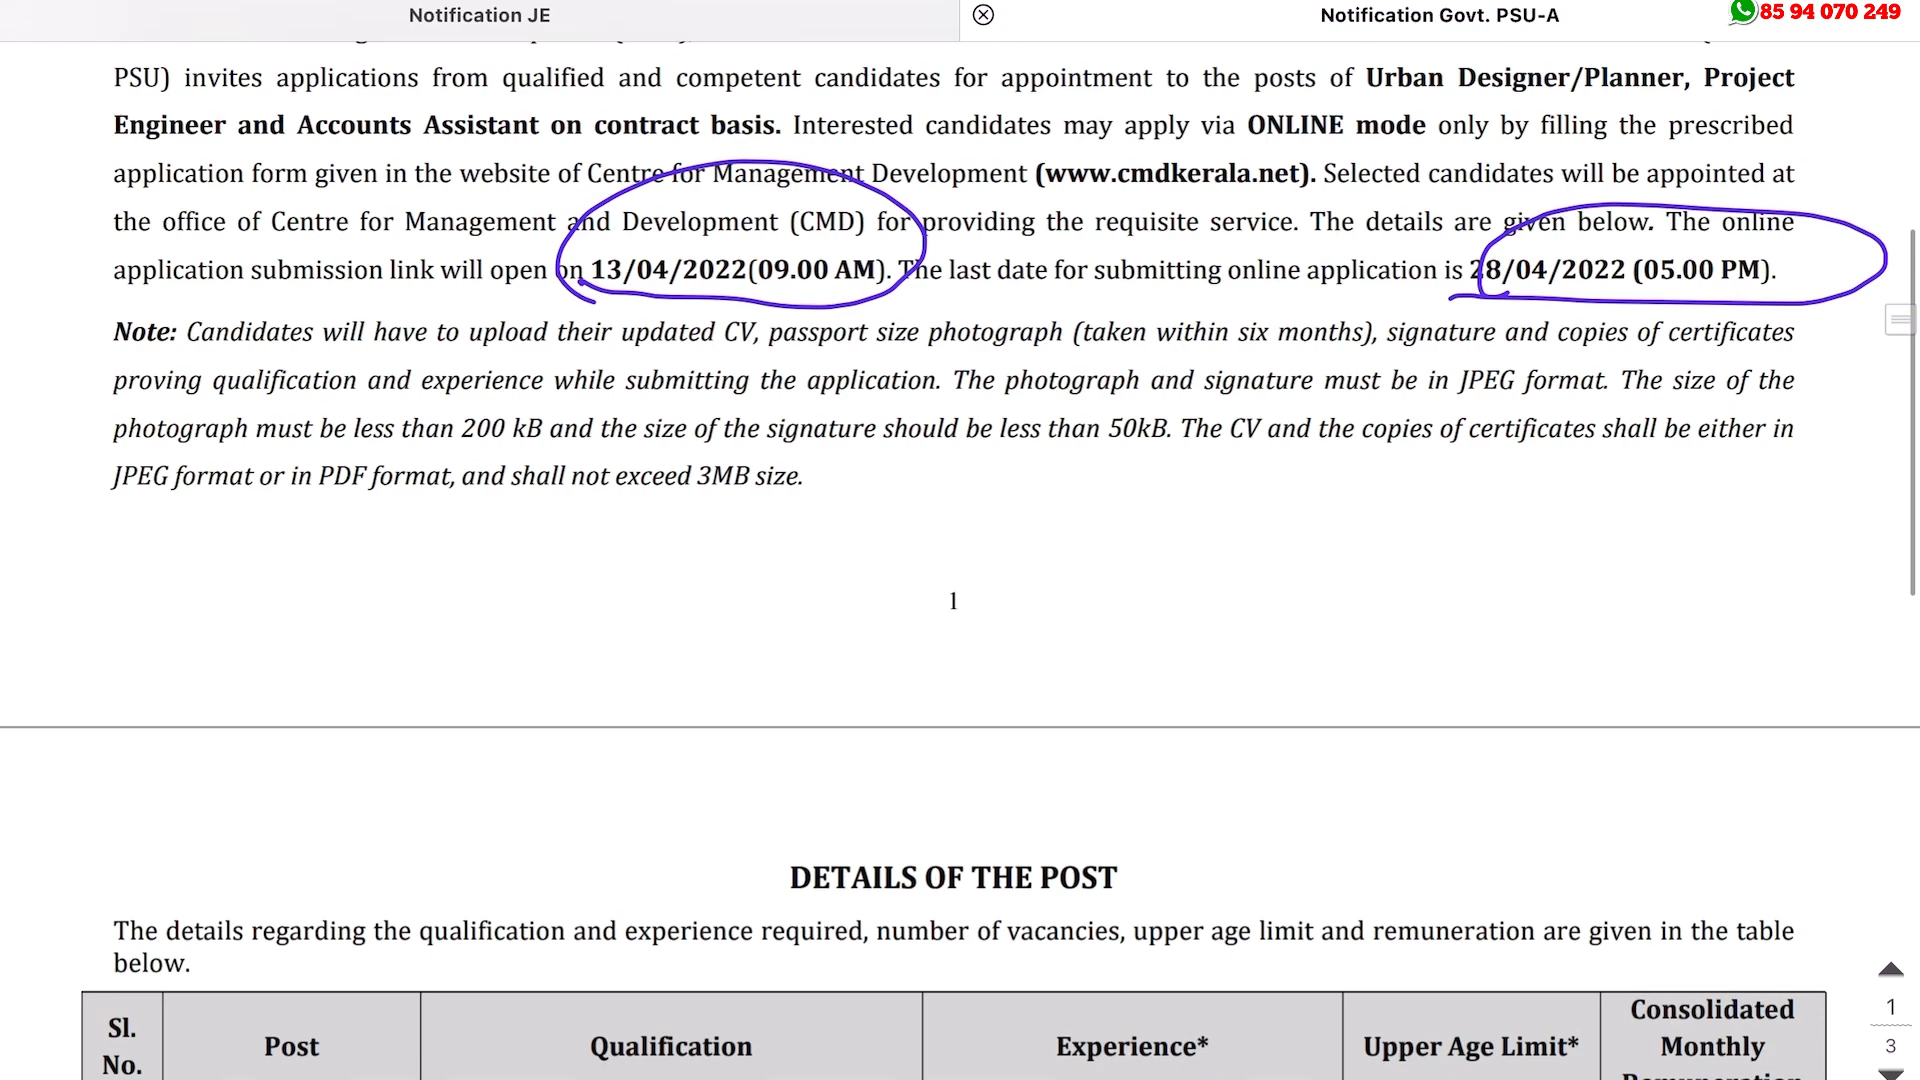 Notification JE
Notification Govt. PSU-A
85 94 070 249
PSU) invites applications from qualified and competent candidates for appointment to the posts of Urban Designer/Planner, Project
Engineer and Accounts Assistant on contract basis. Interested candidates may apply via ONLINE mode only by filling the prescribed
application form given in the website of Centre for Management Development (www.cmdkerala.net). Selected candidates will be appointed at
the office of Centre for Management and Development (CMD) for providing the requisite service. The details are given below. The online
application submission link will open on 13/04/2022(09.00 AM). The last date for submitting online application is 28/04/2022 (05.00 PM).
Note: Candidates will have to upload their updated CV, passport size photograph (taken within six months), signature and copies of certificates
proving qualification and experience while submitting the application. The photograph and signature must be in JPEG format. The size of the
photograph must be less than 200 kB and the size of the signature should be less than 50kB. The CV and the copies of certificates shall be either in
JPEG format or in PDF format, and shall not exceed 3MB size.
1
DETAILS OF THE POST
The details regarding the qualification and experience required, number of vacancies, upper age limit and remuneration are given in the table
below.
Sl.
No.
Post
Qualification
Experience*
Upper Age Limit*
Consolidated
Monthly
1
3